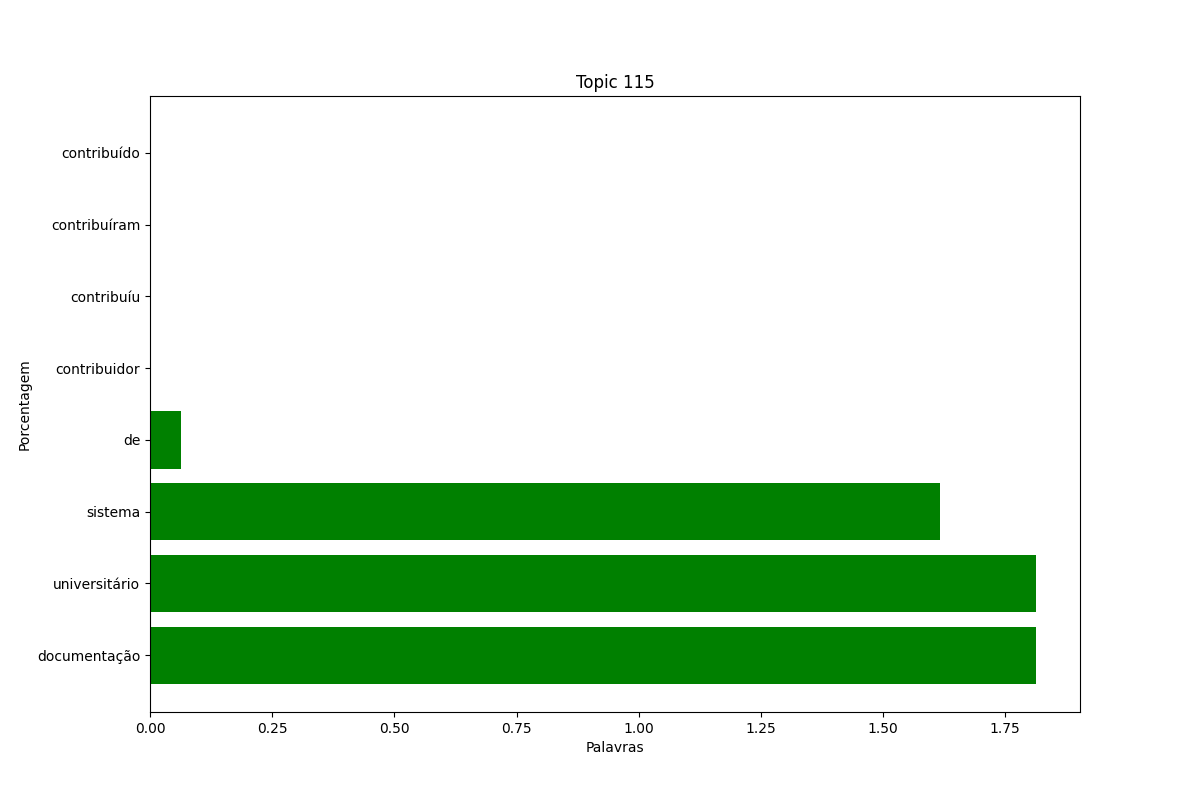 Topic 115
contribuído
contribuíram
contribuíu
contribuidor
de
sistema
universitário
documentação
Porcentagem
0.00 0.25 0.50 0.75 1.00 1.25 1.50 1.75
Palavras